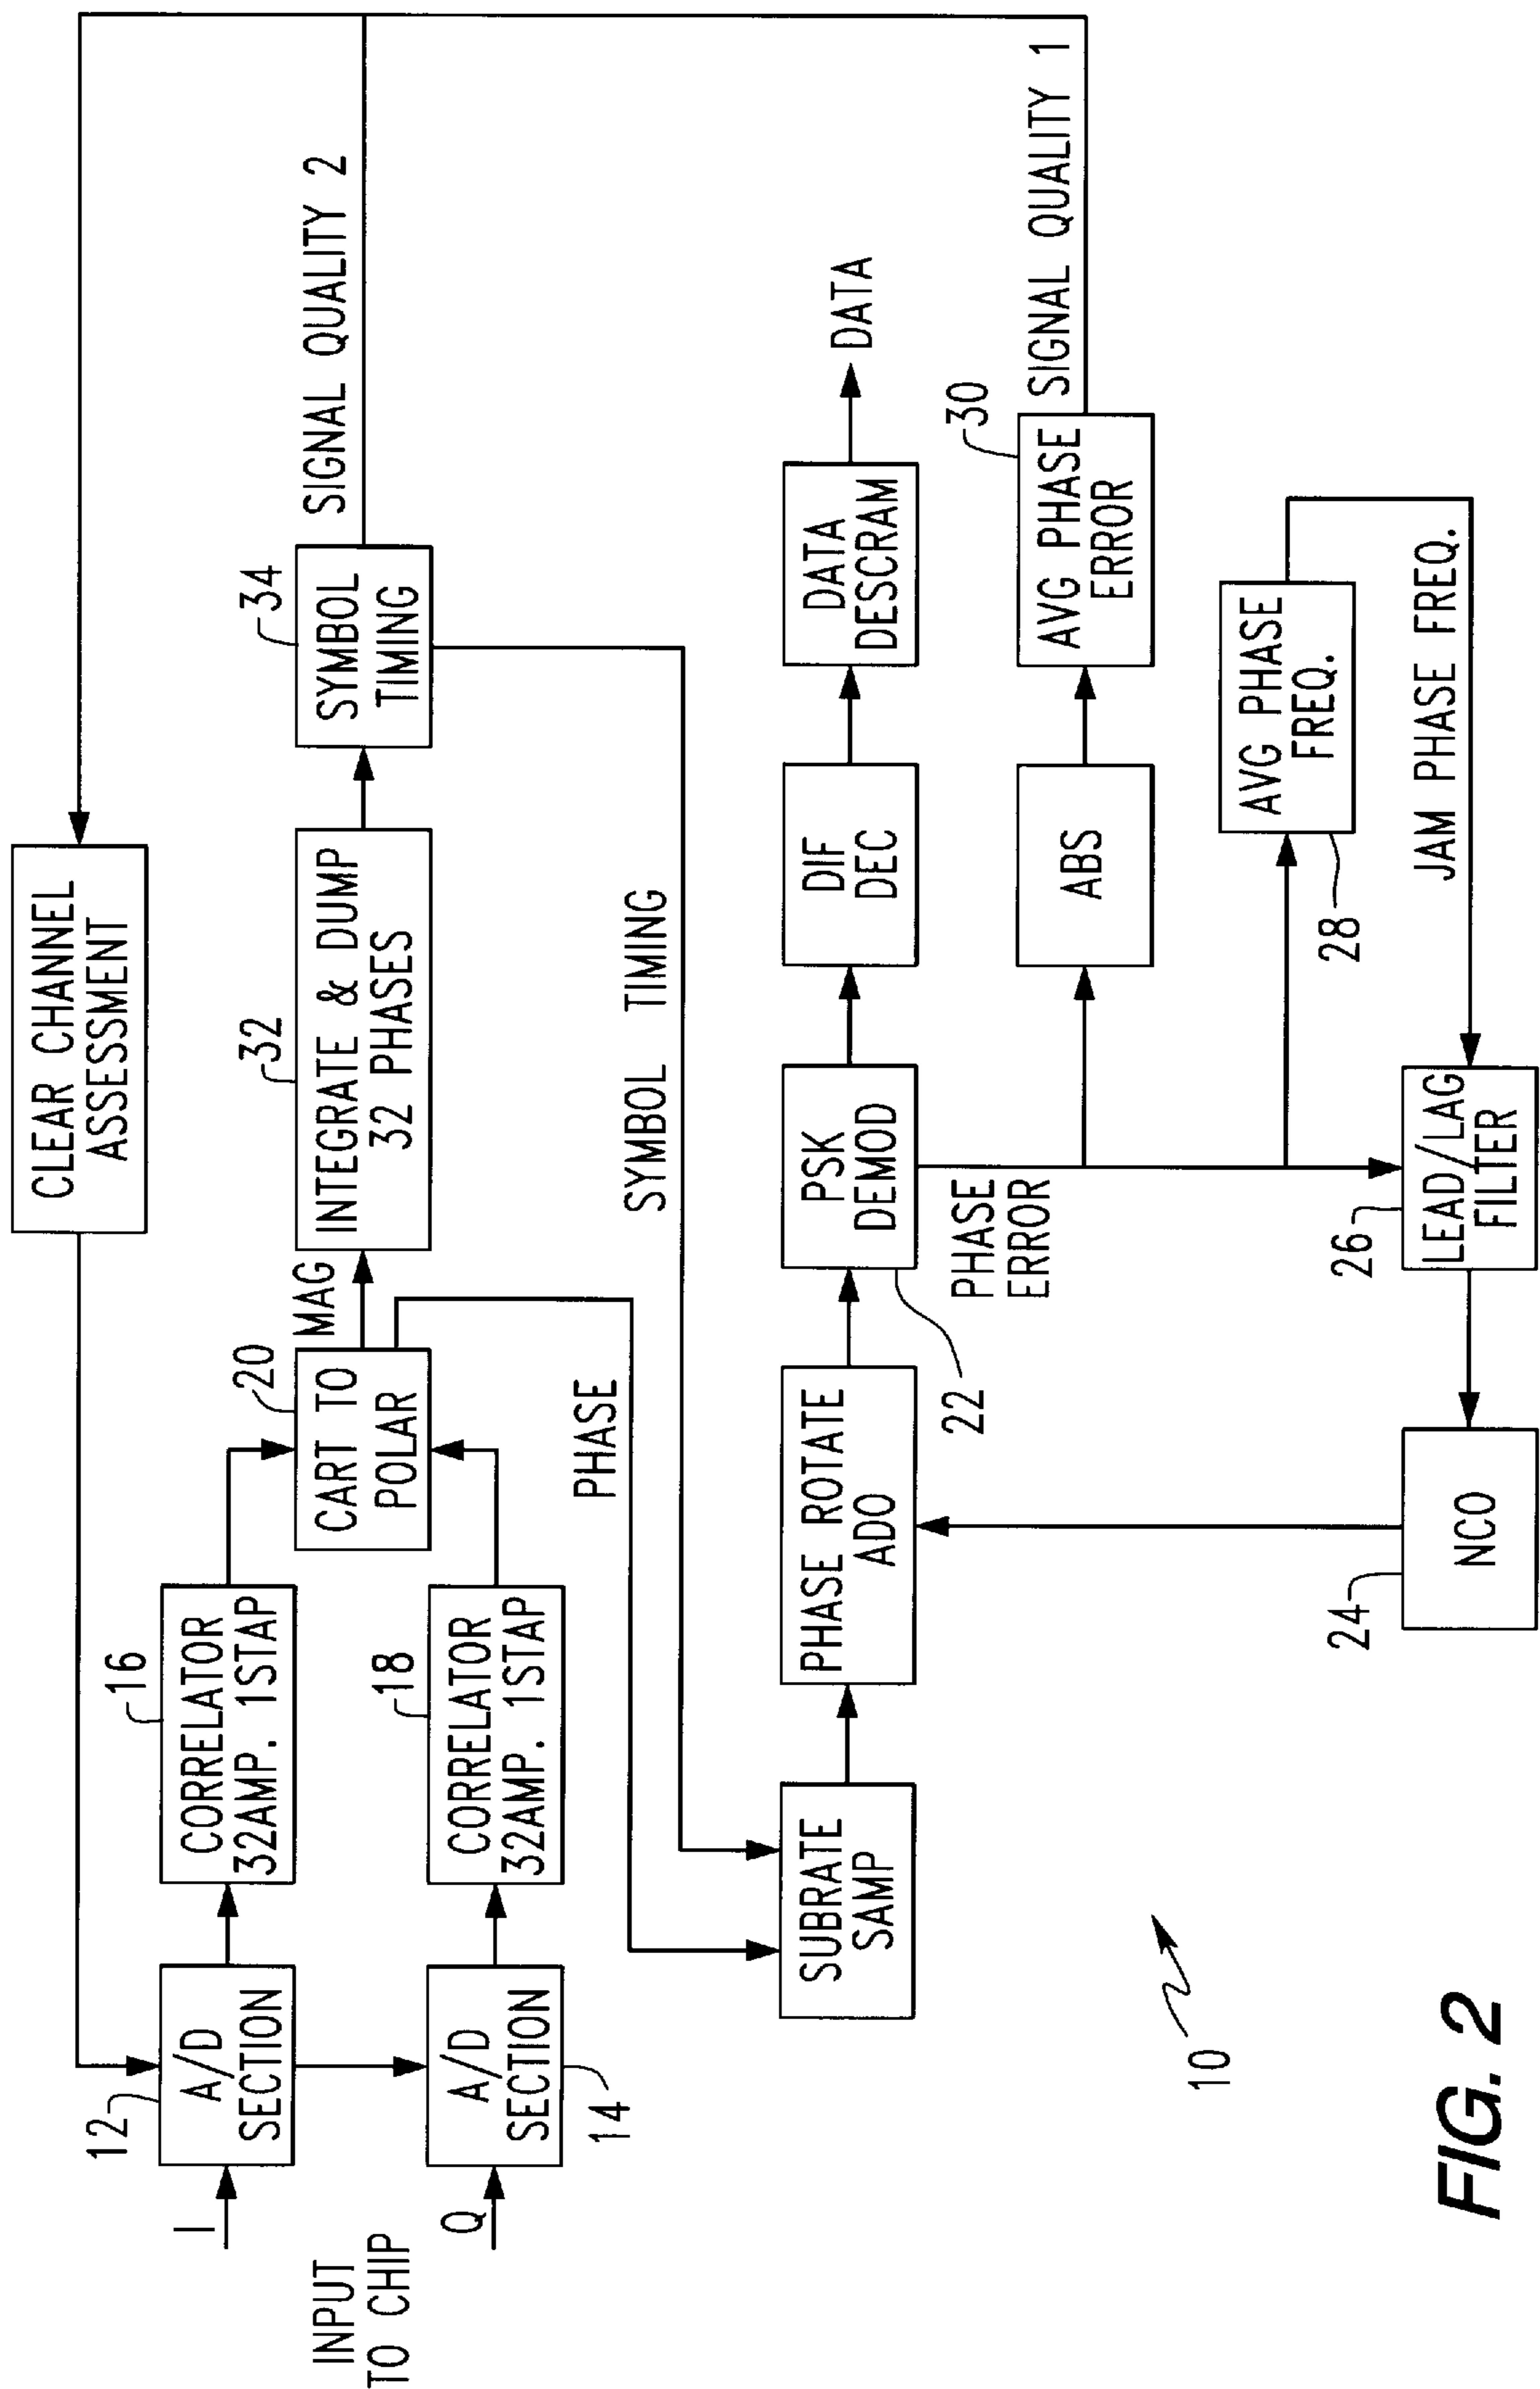 CLEAR CHANNEL
ASSESSMENT
12
A/D
SECTION
I
16
CORRELATOR
32AMP. 1STAP
INPUT
TO CHIP
Q
A/D
SECTION
14
18
CORRELATOR
32AMP. 1STAP
20
CART TO
POLAR
MAG
32
INTEGRATE & DUMP
32 PHASES
34
SYMBOL
TIMING
SIGNAL QUALITY 2
PHASE
SYMBOL TIMING
SUBRATE
SAMP
PHASE ROTATE
ADO
PSK
DEMOD
22
DIF
DEC
DATA
DESCRAM
DATA
PHASE
ERROR
ABS
30
AVG PHASE
ERROR
SIGNAL QUALITY 1
AVG PHASE
FREQ.
28
JAM PHASE FREQ.
24
NCO
26
LEAD/LAG
FILTER
10
FIG. 2